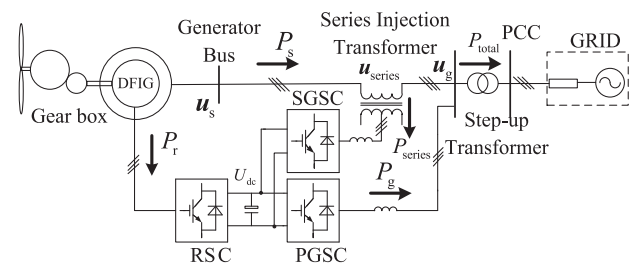 Generator
Bus
P_s
Series Injection
Transformer
u_series
u_g
P_total
PCC
GRID
DFIG
Gear box
u_s
SGSC
P_series
Step-up
Transformer
P_r
U_dc
P_g
RSC
PGSC